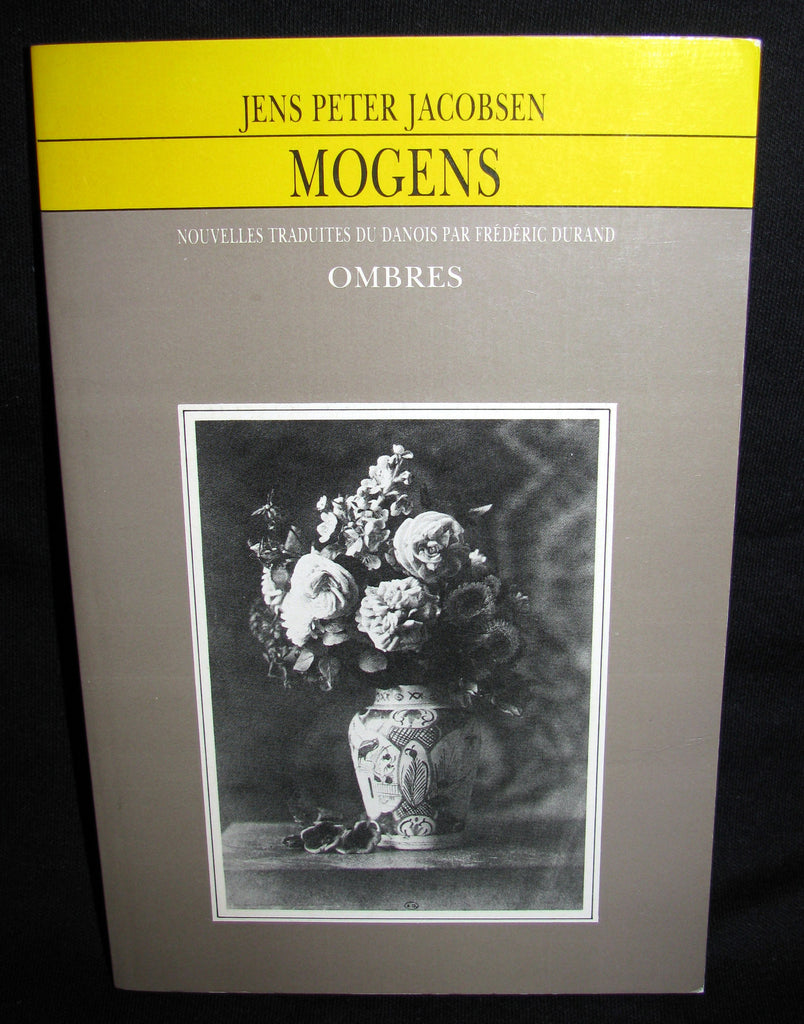 JENS PETER JACOBSEN
MOGENS
NOUVELLES TRADUITES DU DANOIS PAR FRÉDÉRIC DURAND
OMBRES